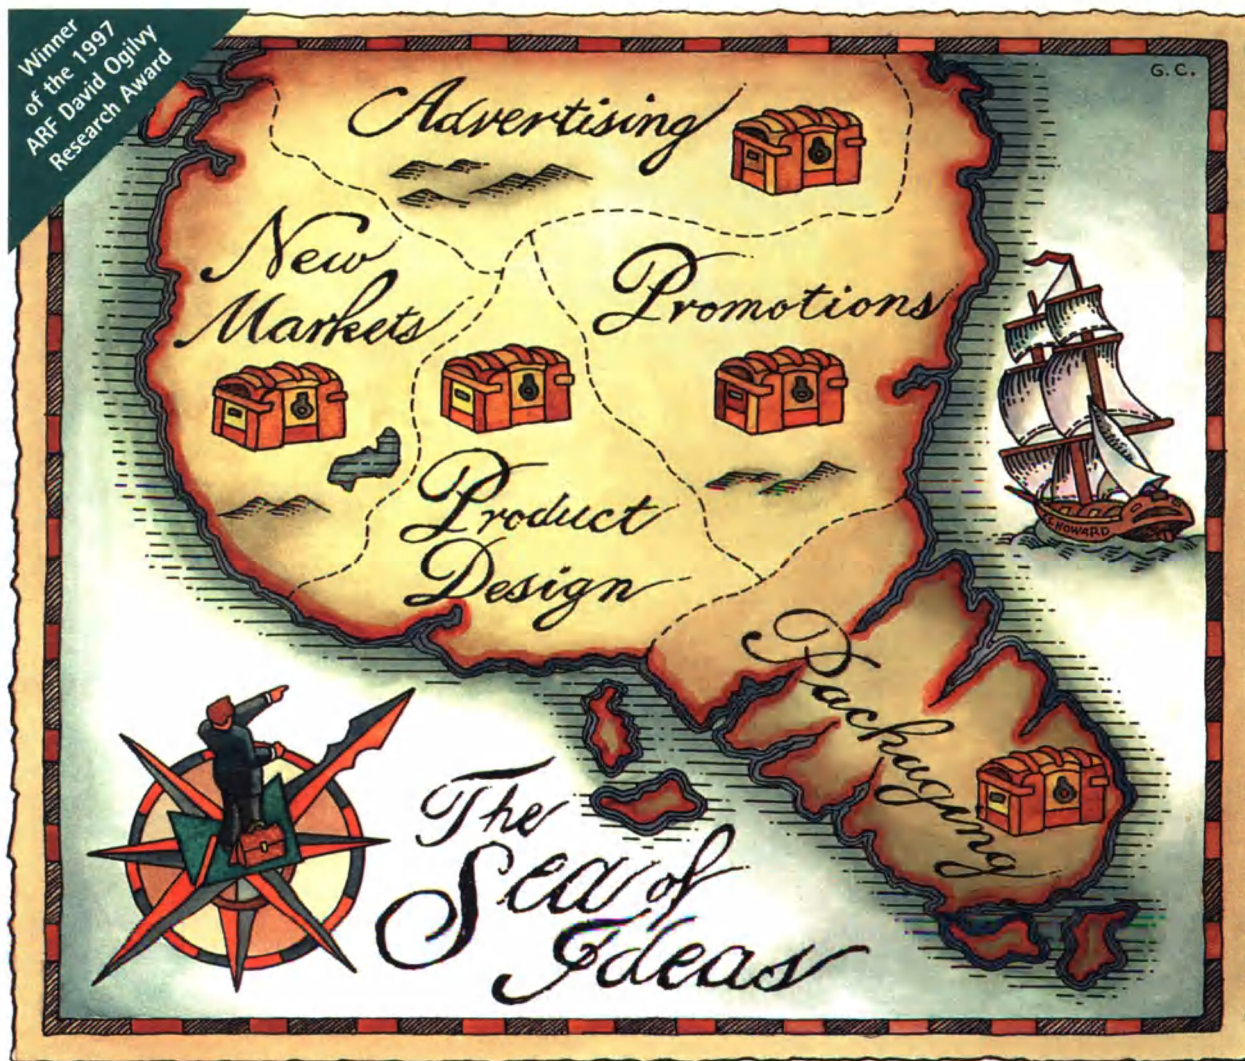 Winner
of the 1997
ARF David Ogilvy
Research Award
G. C.
Advertising
New
Markets
Promotions
Product
Design
Packaging
The
Sea of
Ideas